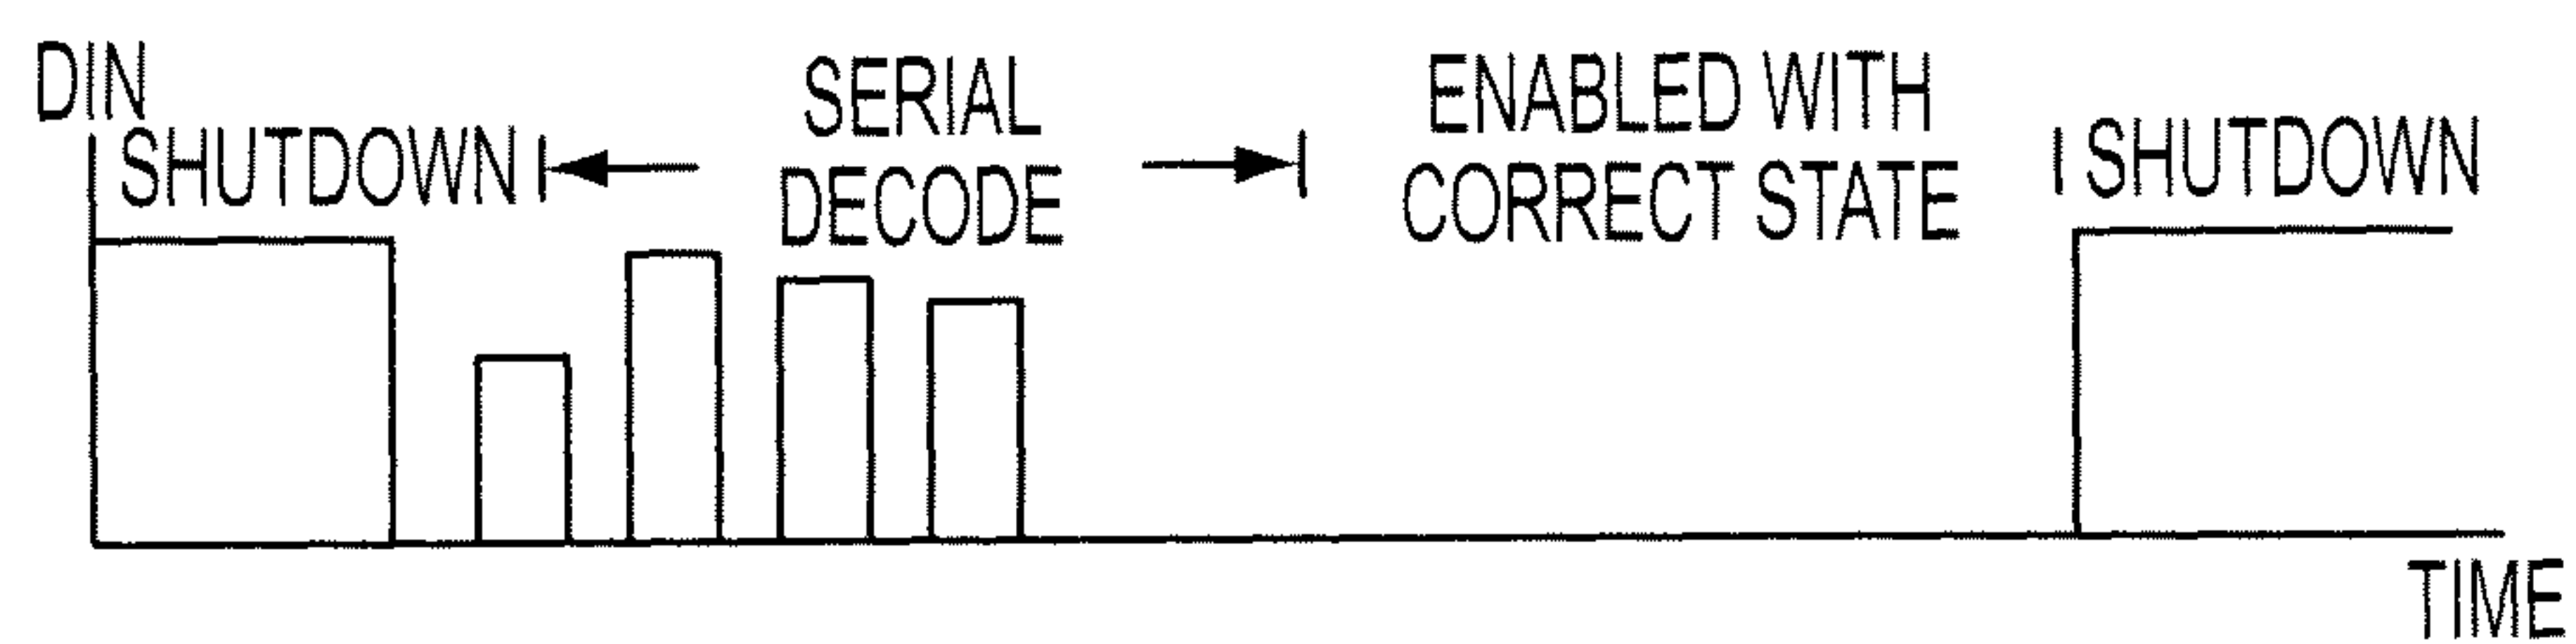 DIN
SHUTDOWN
SERIAL
DECODE
ENABLED WITH
CORRECT STATE
SHUTDOWN
TIME